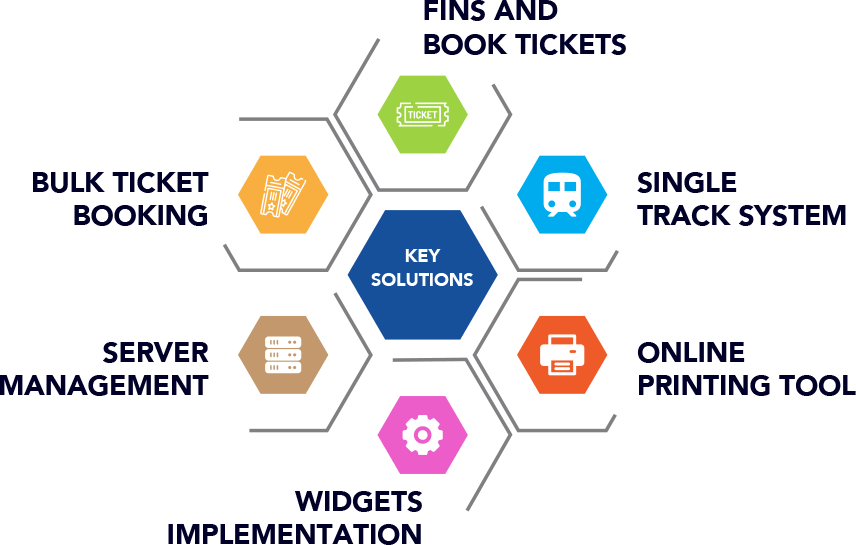 FINS AND
BOOK TICKETS
TICKET
BULK TICKET
BOOKING
SINGLE
TRACK SYSTEM
KEY
SOLUTIONS
SERVER
MANAGEMENT
ONLINE
PRINTING TOOL
WIDGETS
IMPLEMENTATION